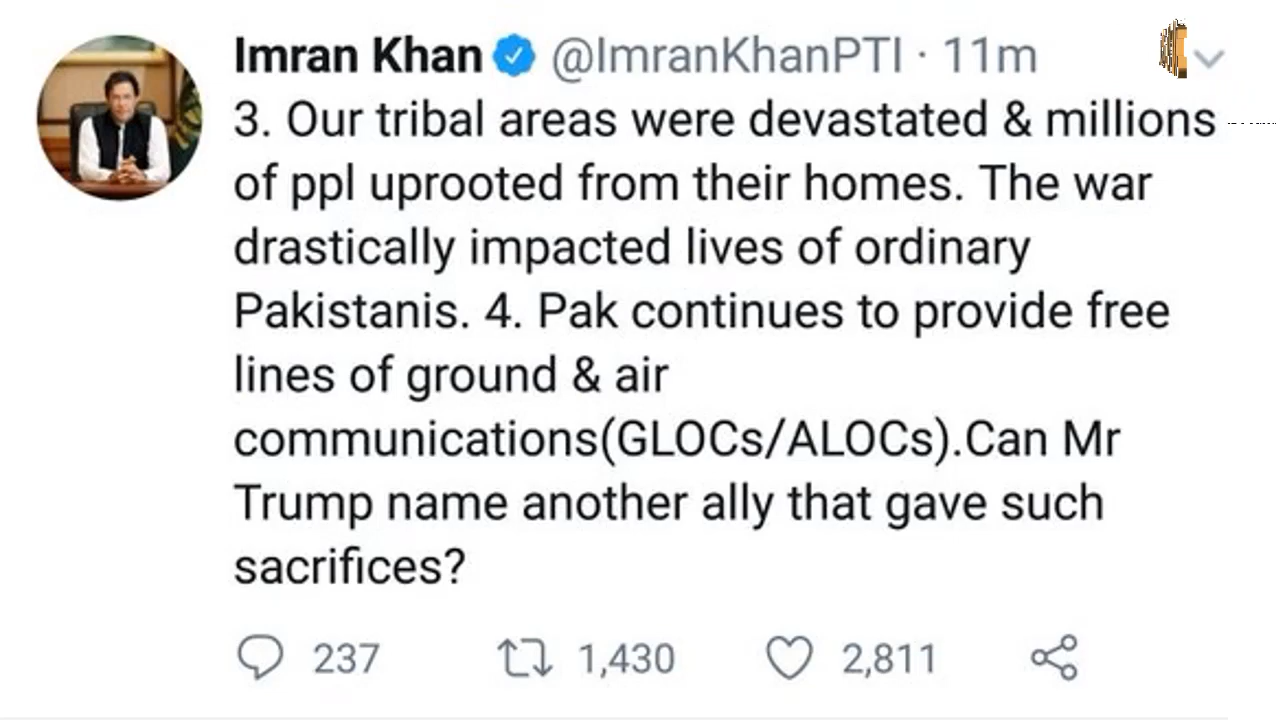 Imran Khan @ImranKhanPTI · 11m
3. Our tribal areas were devastated & millions
of ppl uprooted from their homes. The war
drastically impacted lives of ordinary
Pakistanis. 4. Pak continues to provide free
lines of ground & air
communications(GLOCs/ALOCs).Can Mr
Trump name another ally that gave such
sacrifices?
237 1,430 2,811